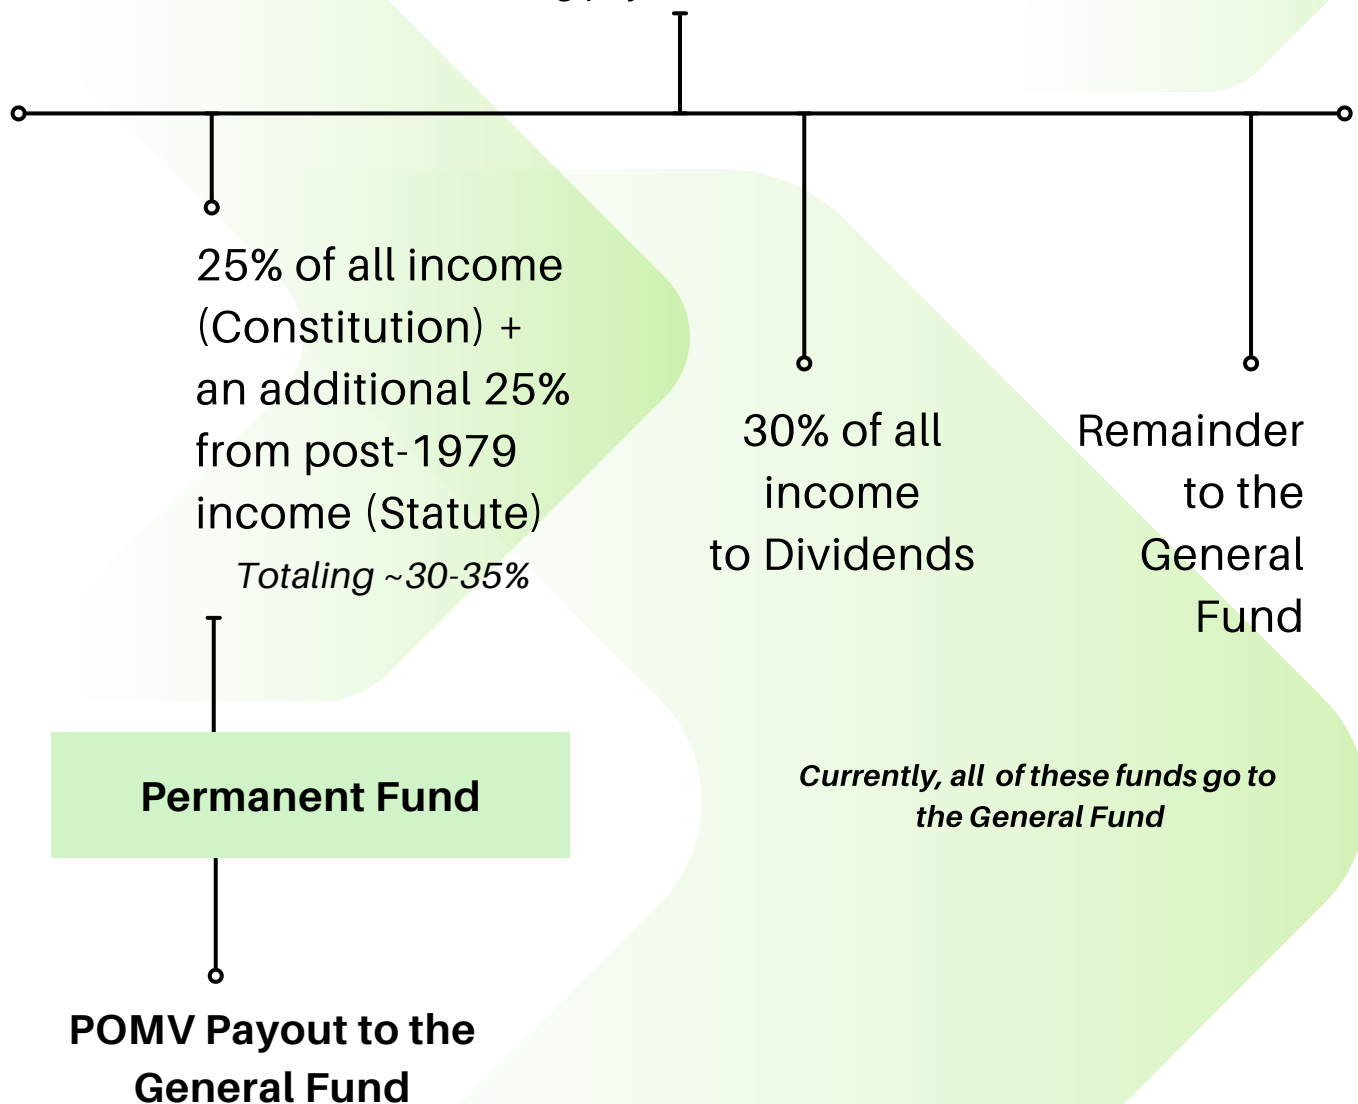 25% of all income
(Constitution) +
an additional 25%
from post-1979
income (Statute)
Totaling ~30-35%
30% of all
income
to Dividends
Remainder
to the
General
Fund
Permanent Fund
Currently, all of these funds go to
the General Fund
POMV Payout to the
General Fund